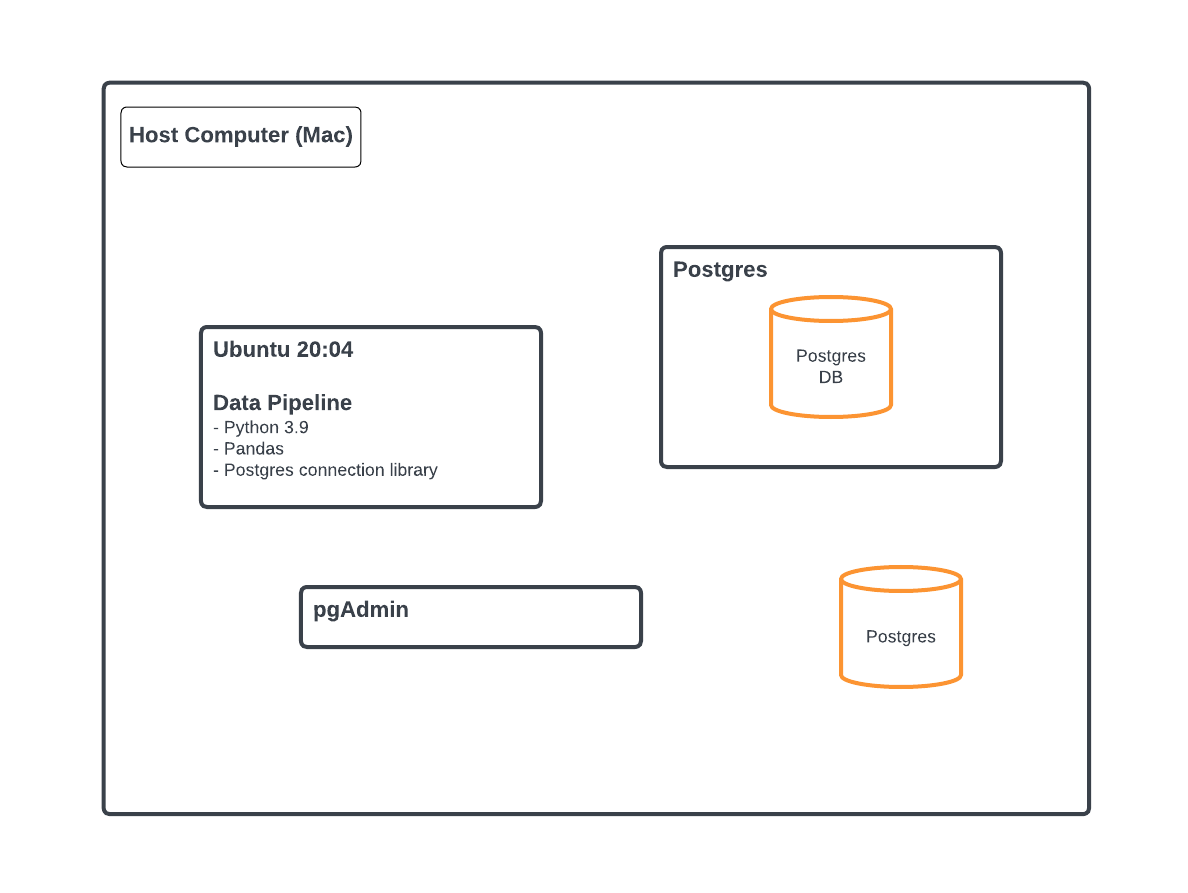 Host Computer (Mac)
Postgres
Postgres
DB
Ubuntu 20:04
Data Pipeline
- Python 3.9
- Pandas
- Postgres connection library
pgAdmin
Postgres